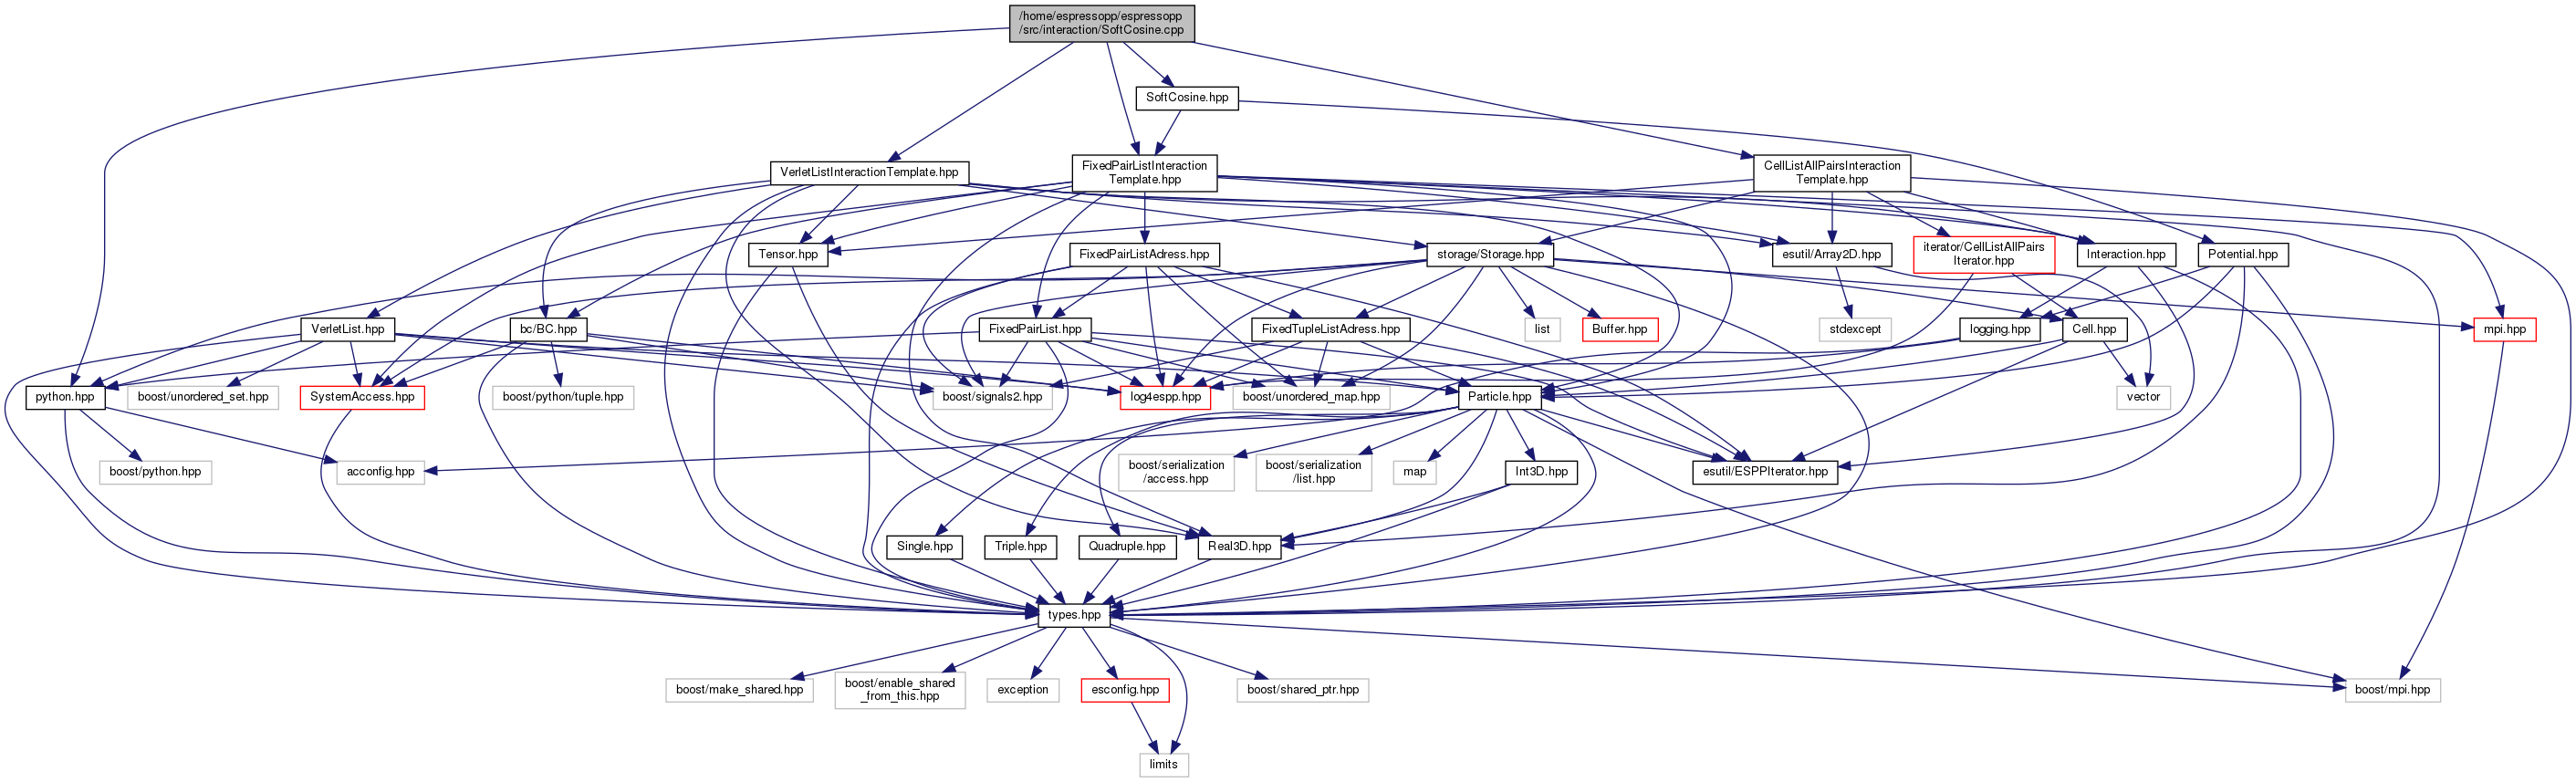 /home/espressopp/espressopp
/src/interaction/SoftCosine.cpp
SoftCosine.hpp
VerletListInteractionTemplate.hpp
FixedPairListInteraction
Template.hpp
CellListAllPairsInteraction
Template.hpp
Tensor.hpp
FixedPairListAdress.hpp
storage/Storage.hpp
esutil/Array2D.hpp
iterator/CellListAllPairs
Iterator.hpp
Interaction.hpp
Potential.hpp
VerletList.hpp
bc/BC.hpp
FixedPairList.hpp
FixedTupleListAdress.hpp
list
Buffer.hpp
stdexcept
logging.hpp
Cell.hpp
mpi.hpp
python.hpp
boost/unordered_set.hpp
SystemAccess.hpp
boost/python/tuple.hpp
boost/signals2.hpp
log4espp.hpp
boost/unordered_map.hpp
Particle.hpp
vector
boost/python.hpp
acconfig.hpp
boost/serialization
/access.hpp
boost/serialization
/list.hpp
map
Int3D.hpp
esutil/ESPPIterator.hpp
Single.hpp
Triple.hpp
Quadruple.hpp
Real3D.hpp
types.hpp
boost/make_shared.hpp
boost/enable_shared
_from_this.hpp
exception
esconfig.hpp
boost/shared_ptr.hpp
boost/mpi.hpp
limits